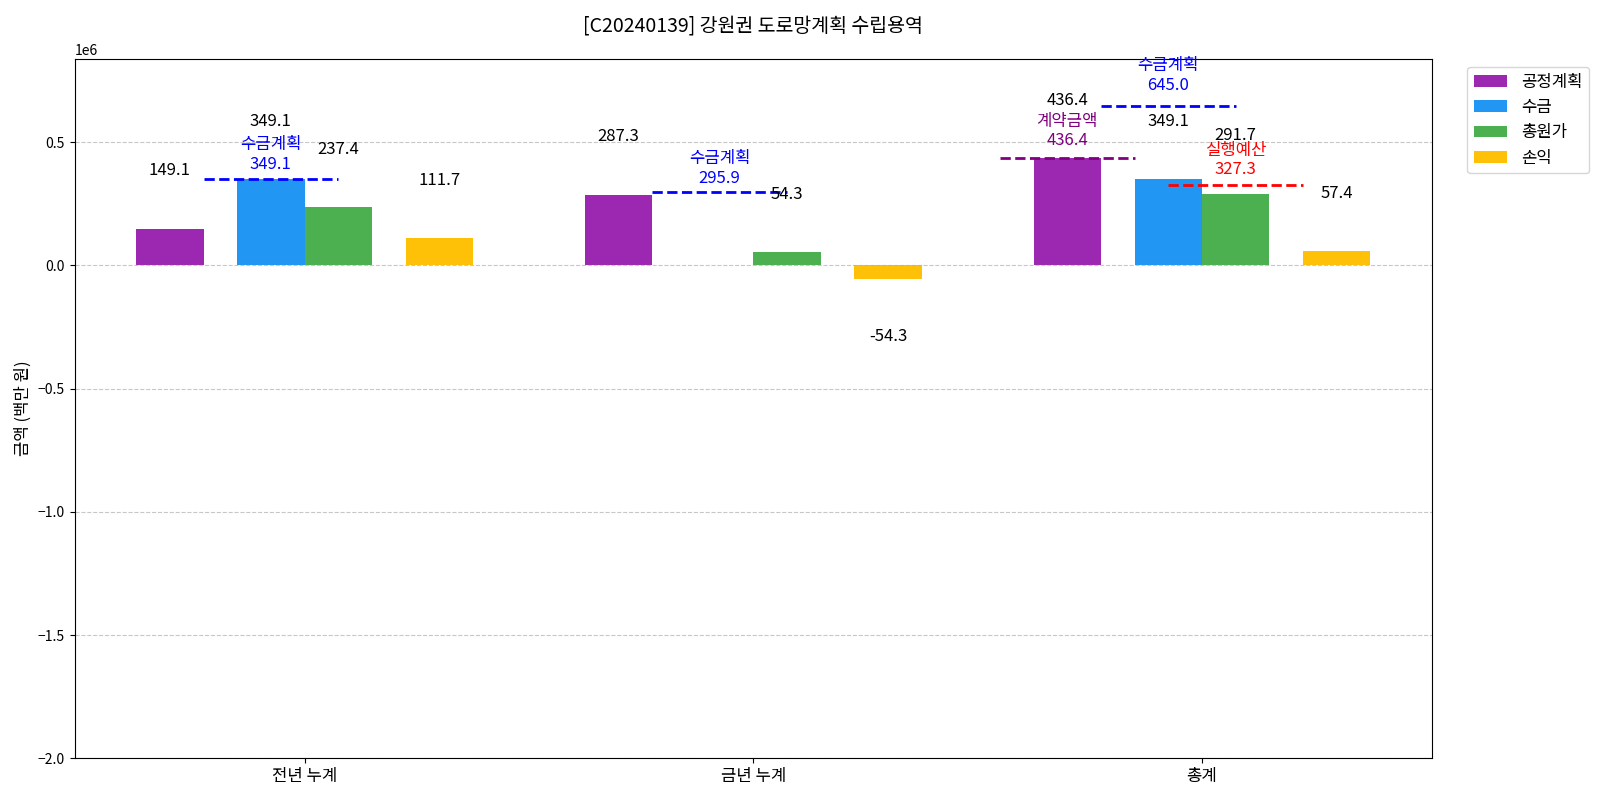 [C20240139] 강원권 도로망계획 수립용역
1e6
금액 (백만 원)
0.5
0.0
−0.5
−1.0
−1.5
−2.0
149.1
349.1
수금계획
349.1
237.4
111.7
287.3
수금계획
295.9
54.3
-54.3
436.4
계약금액
436.4
수금계획
645.0
349.1
291.7
실행예산
327.3
57.4
전년 누계
금년 누계
총계
공정계획
수금
총원가
손익